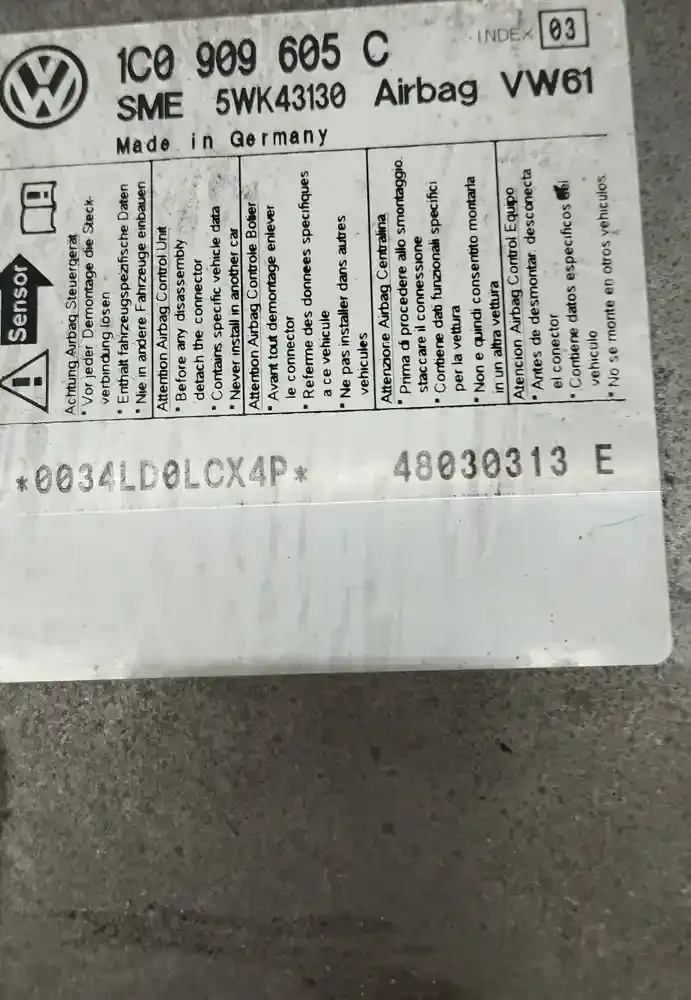 1C0 909 605 C
INDEX 03
SME 5WK43130 Airbag VW61
Made in Germany
Sensor
Achtung Airbag Steuergerät
* Vor jeder Demontage die Steck-
verbindung lösen
* Enthält fahrzeugspezifische Daten
* Nie in andere Fahrzeuge einbauen
Attention Airbag Control Unit
* Before any disassembly
detach the connector
* Contains specific vehicle data
* Never install in another car
Attention Airbag Controle Boîtier
* Avant tout demontage enlever
le connector
* Referme des donnees specifiques
a ce vehicule
* Ne pas installer dans autres
vehicules
Attenzione Airbag Centralina
* Prima di procedere allo smontaggio.
staccare il connessione
* Contiene dati funzionali specifici
per la vettura
* Non e quindi consentito montarla
in un altra vettura
Atencion Airbag Control Equipo
* Antes de desmontar desconecta
el conector
* Contiene datos especificos
vehiculo
* No se monte en otros vehiculos
*0034LD0LCX4P* 48030313 E